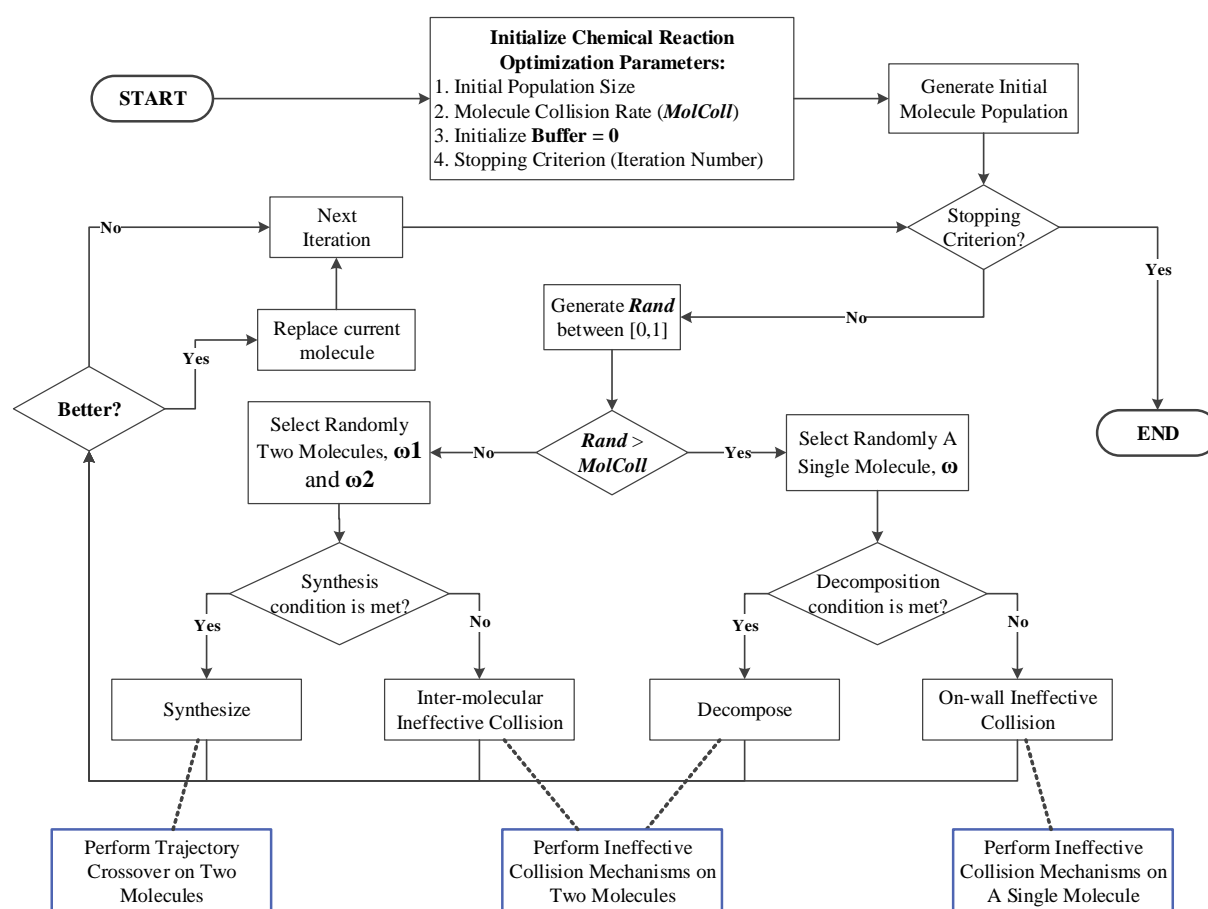 Initialize Chemical Reaction
Optimization Parameters:
1. Initial Population Size
2. Molecule Collision Rate (MolColl)
3. Initialize Buffer = 0
4. Stopping Criterion (Iteration Number)
START
Generate Initial
Molecule Population
Next
Iteration
No
Stopping
Criterion?
Yes
Generate Rand
between [0,1]
No
Replace current
molecule
Yes
Better?
Select Randomly
Two Molecules, ω1
and ω2
No
Rand >
MolColl
Yes
Select Randomly A
Single Molecule, ω
END
Synthesis
condition is met?
Yes
No
Decomposition
condition is met?
Yes
No
Synthesize
Inter-molecular
Ineffective Collision
Decompose
On-wall Ineffective
Collision
Perform Trajectory
Crossover on Two
Molecules
Perform Ineffective
Collision Mechanisms on
Two Molecules
Perform Ineffective
Collision Mechanisms on
A Single Molecule